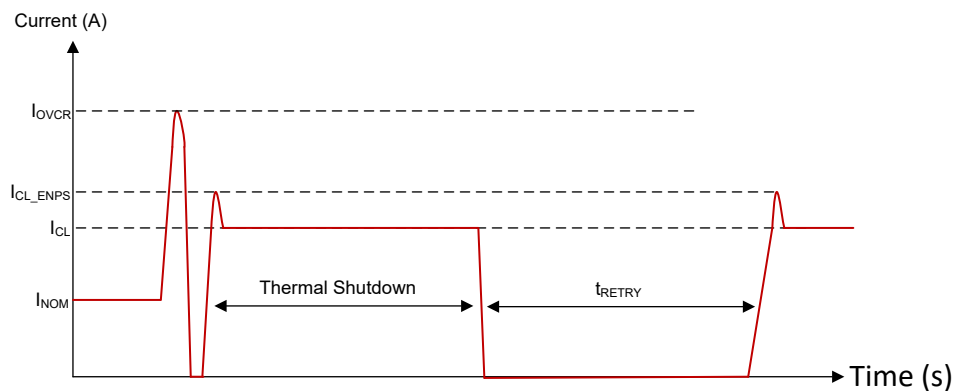 Current (A)
IOVCR
ICL_ENPS
ICL
INOM
Thermal Shutdown
tRETRY
Time (s)